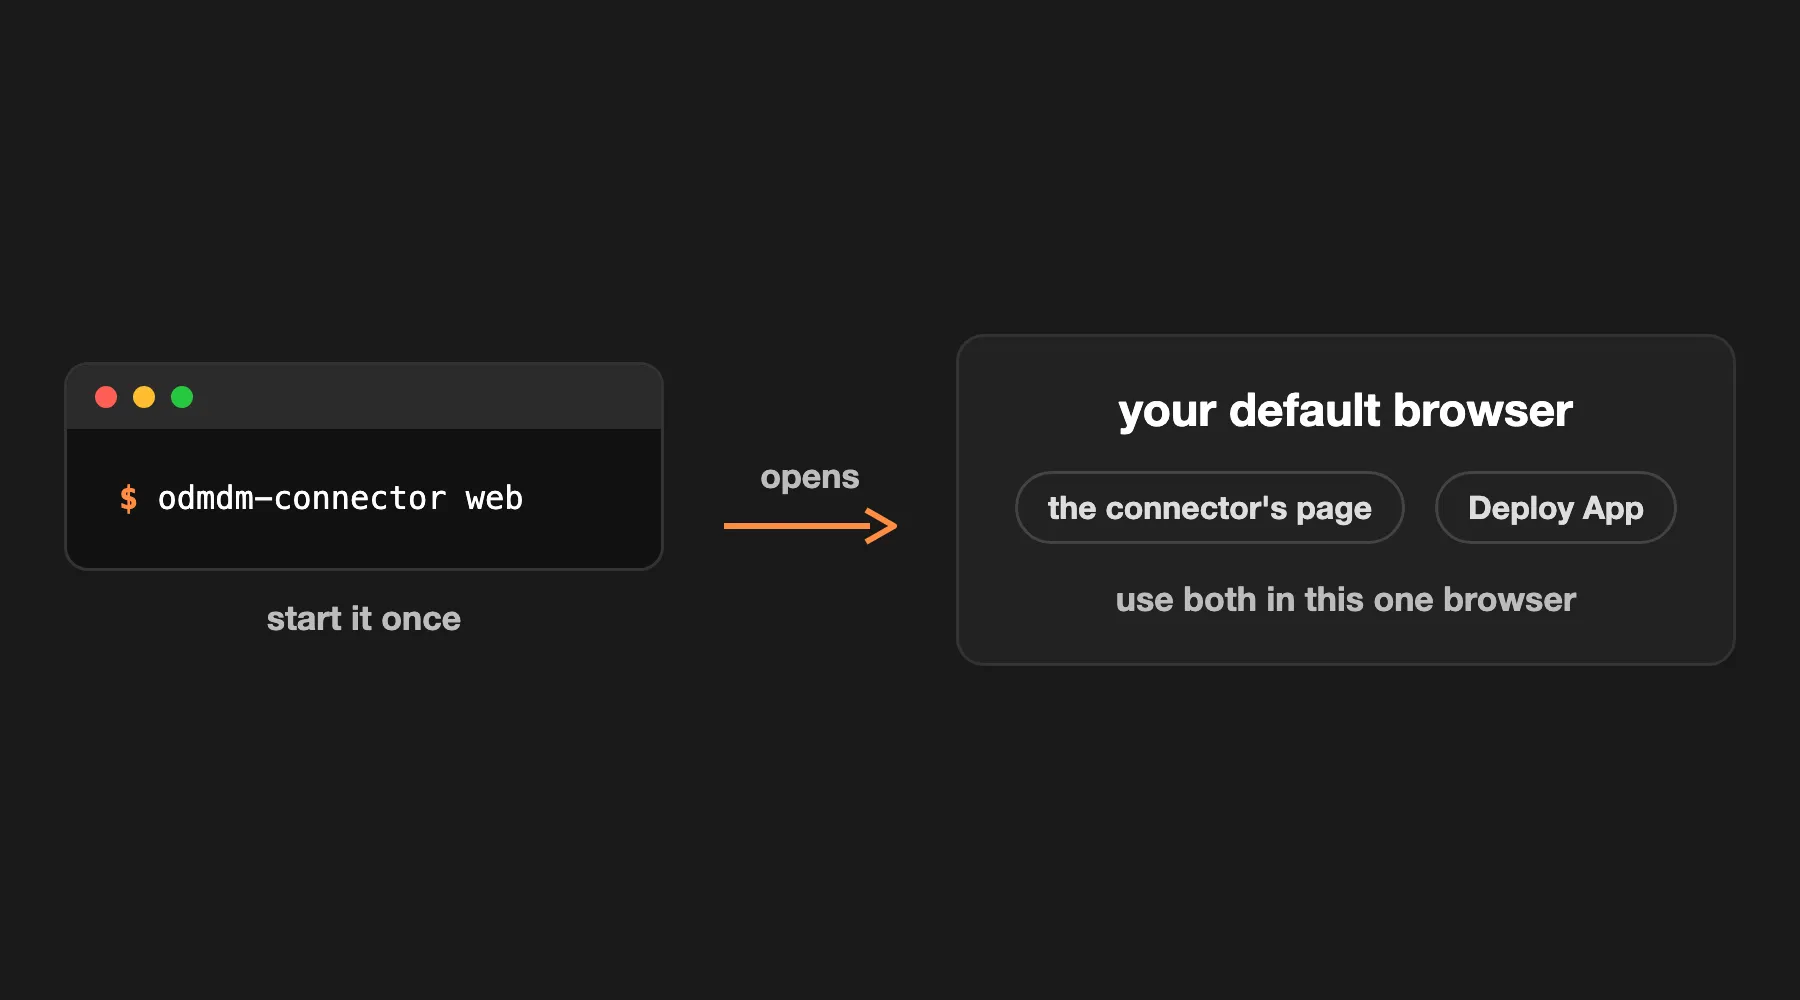 $ odmdm-connector web
start it once
opens
your default browser
the connector's page
Deploy App
use both in this one browser